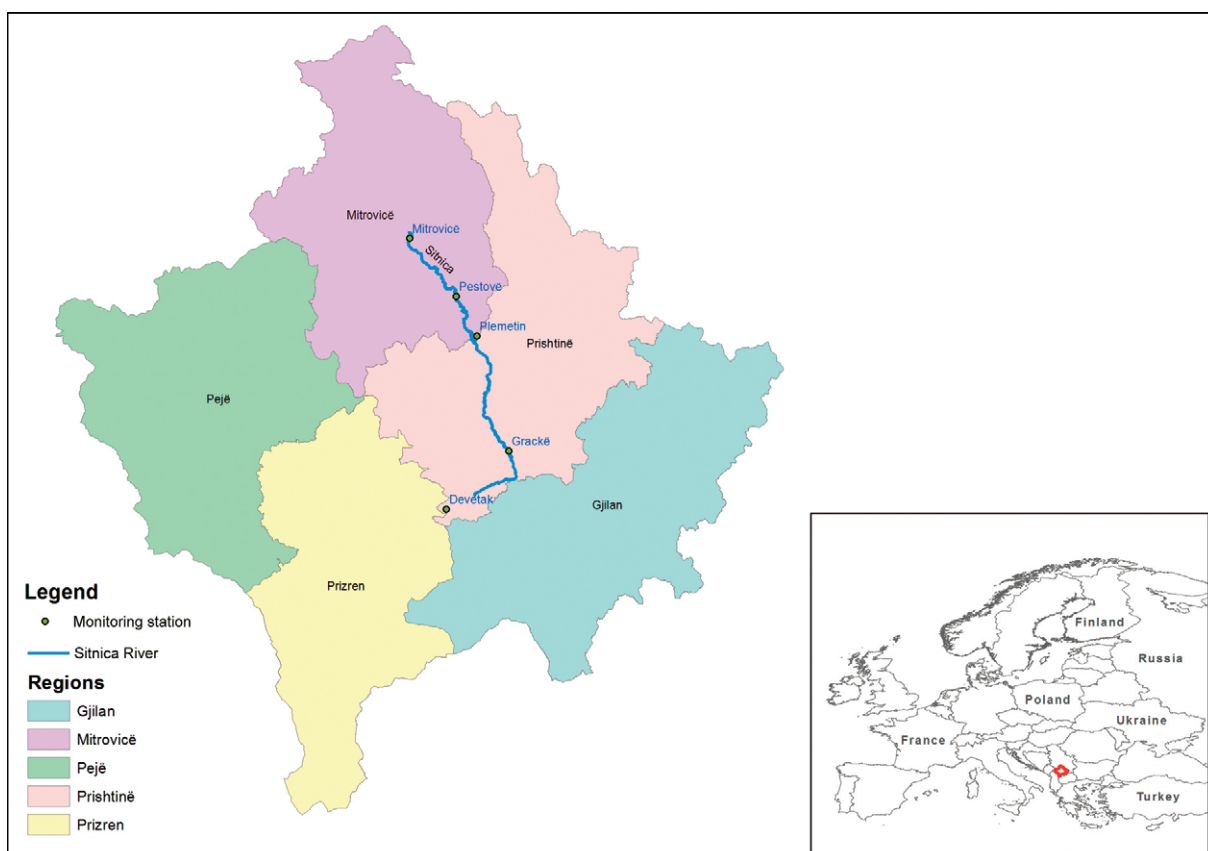 Mitrovicë
Mitrovicë
Sitnica
Pestovë
Plemetin
Prishtinë
Pejë
Grackë
Devetak
Gjilan
Prizren
Legend
Monitoring station
Sitnica River
Regions
Gjilan
Mitrovicë
Pejë
Prishtinë
Prizren
Finland
Russia
Poland
Ukraine
France
Turkey